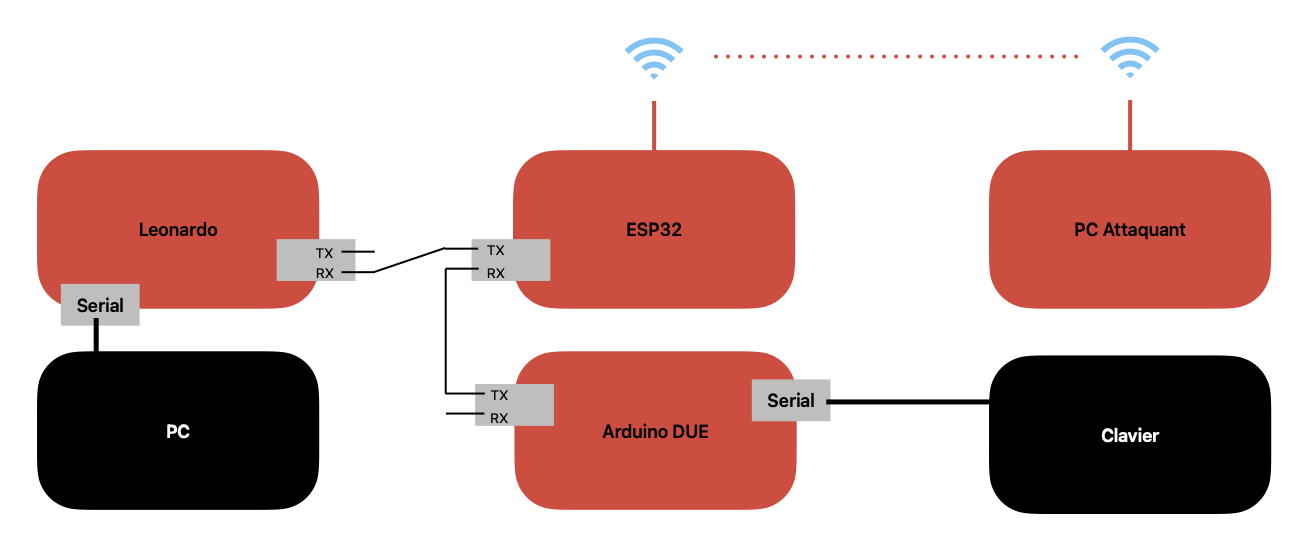 Leonardo
TX
RX
Serial
PC
ESP32
TX
RX
TX
RX
Arduino DUE
Serial
PC Attaquant
Clavier